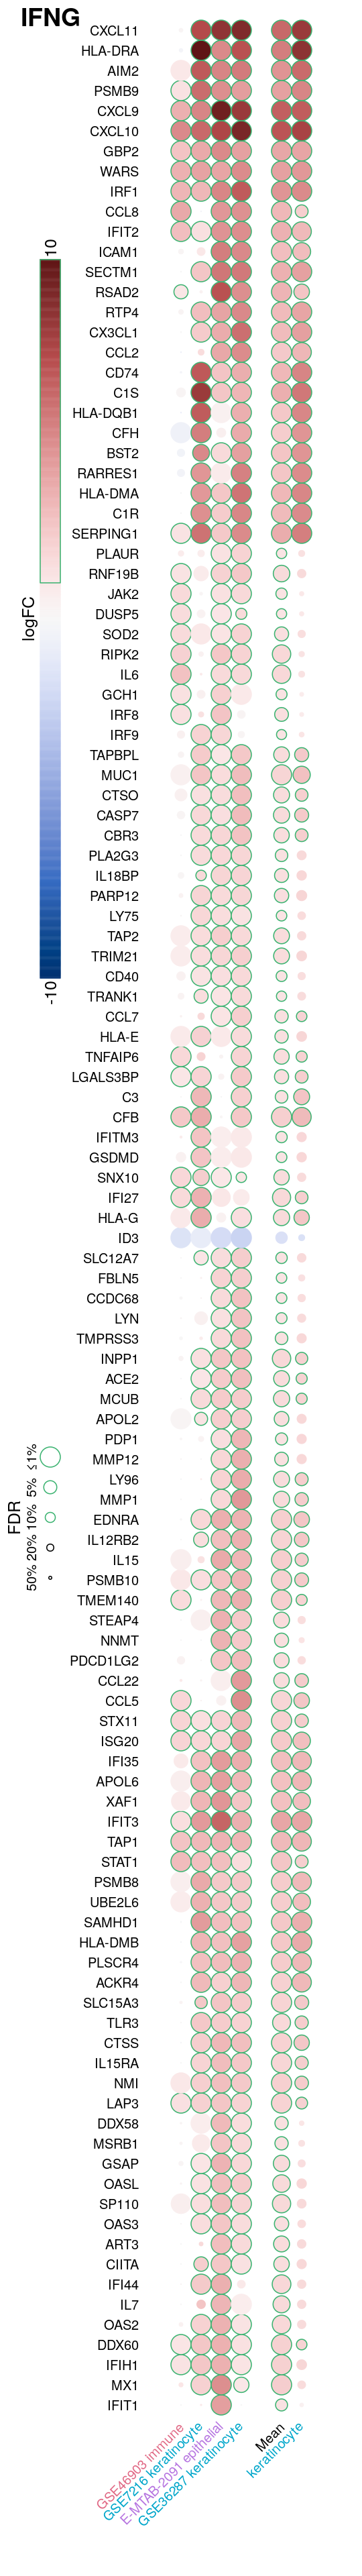 IFNG
CXCL11
HLA-DRA
AIM2
PSMB9
CXCL9
CXCL10
GBP2
WARS
IRF1
CCL8
IFIT2
ICAM1
SECTM1
RSAD2
RTP4
CX3CL1
CCL2
CD74
C1S
HLA-DQB1
CFH
BST2
RARRES1
HLA-DMA
C1R
SERPING1
PLAUR
RNF19B
JAK2
DUSP5
SOD2
RIPK2
IL6
GCH1
IRF8
IRF9
TAPBPL
MUC1
CTSO
CASP7
CBR3
PLA2G3
IL18BP
PARP12
LY75
TAP2
TRIM21
CD40
TRANK1
CCL7
HLA-E
TNFAIP6
LGALS3BP
C3
CFB
IFITM3
GSDMD
SNX10
IFI27
HLA-G
ID3
SLC12A7
FBLN5
CCDC68
LYN
TMPRSS3
INPP1
ACE2
MCUB
APOL2
PDP1
MMP12
LY96
MMP1
EDNRA
IL12RB2
IL15
PSMB10
TMEM140
STEAP4
NNMT
PDCD1LG2
CCL22
CCL5
STX11
ISG20
IFI35
APOL6
XAF1
IFIT3
TAP1
STAT1
PSMB8
UBE2L6
SAMHD1
HLA-DMB
PLSCR4
ACKR4
SLC15A3
TLR3
CTSS
IL15RA
NMI
LAP3
DDX58
MSRB1
GSAP
OASL
SP110
OAS3
ART3
CIITA
IFI44
IL7
OAS2
DDX60
IFIH1
MX1
IFIT1
10
logFC
-10
FDR
50% 20% 10% 5% ≤1%
GSE46903 immune
GSE7216 keratinocyte
E-MTAB-2091 epithelial
GSE36287 keratinocyte
Mean
keratinocyte